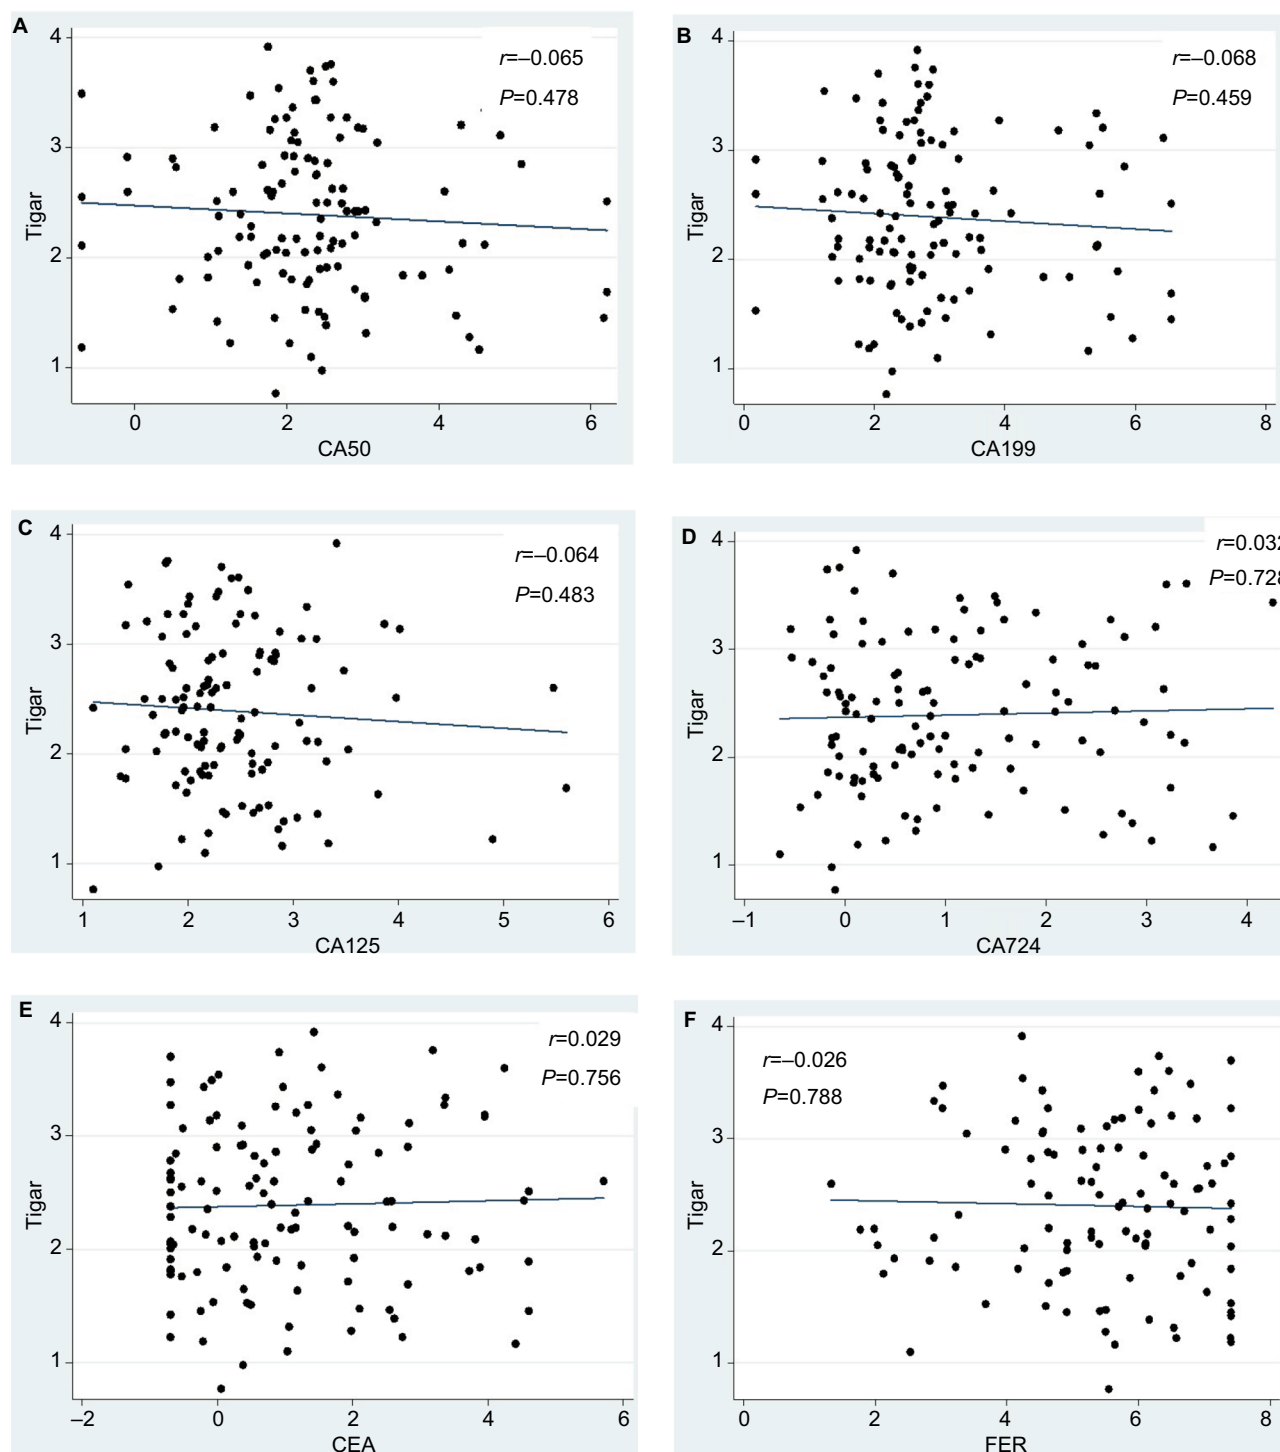 A
r=–0.065
P=0.478
4
3
2
1
Tigar
0 2 4 6
CA50
B
r=–0.068
P=0.459
4
3
2
1
Tigar
0 2 4 6 8
CA199
C
r=–0.064
P=0.483
4
3
2
1
Tigar
1 2 3 4 5 6
CA125
D
r=0.032
P=0.728
4
3
2
1
Tigar
–1 0 1 2 3 4
CA724
E
r=0.029
P=0.756
4
3
2
1
Tigar
–2 0 2 4 6
CEA
F
r=–0.026
P=0.788
4
3
2
1
Tigar
0 2 4 6 8
FER